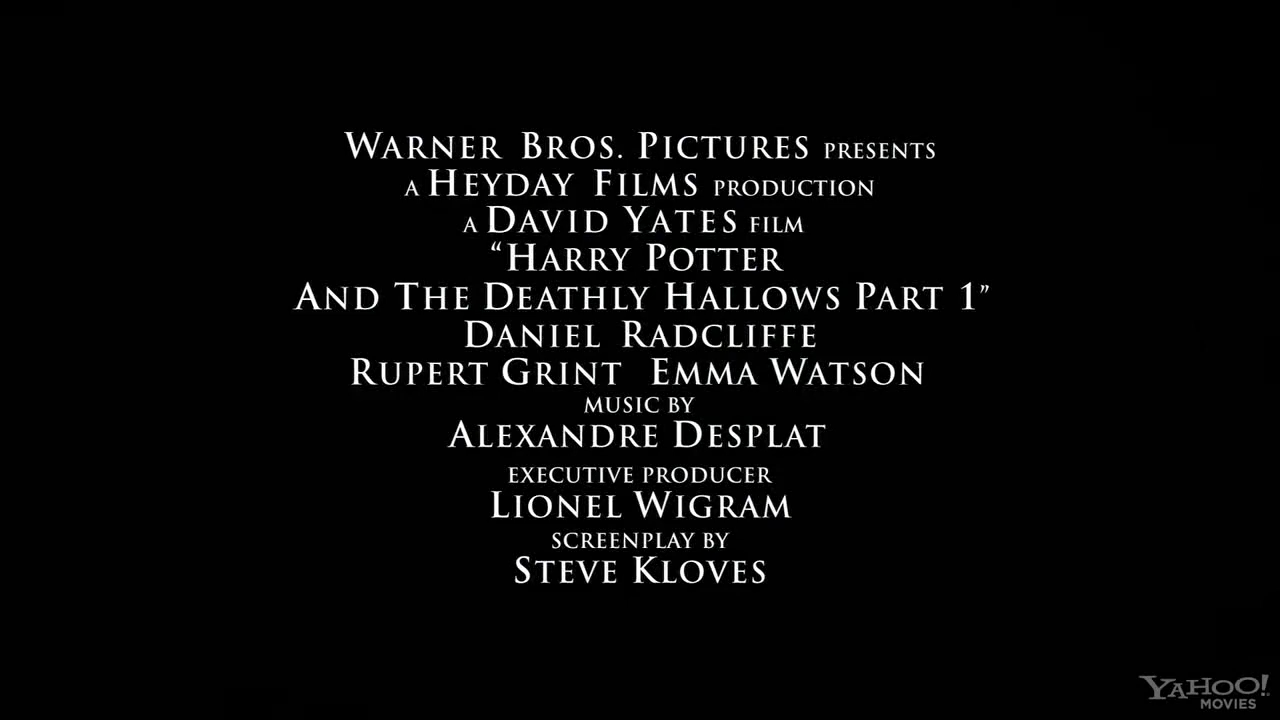 WARNER BROS. PICTURES PRESENTS
A HEYDAY FILMS PRODUCTION
A DAVID YATES FILM
“HARRY POTTER
AND THE DEATHLY HALLOWS PART 1”
DANIEL RADCLIFFE
RUPERT GRINT EMMA WATSON
MUSIC BY
ALEXANDRE DESPLAT
EXECUTIVE PRODUCER
LIONEL WIGRAM
SCREENPLAY BY
STEVE KLOVES
YAHOO!
MOVIES